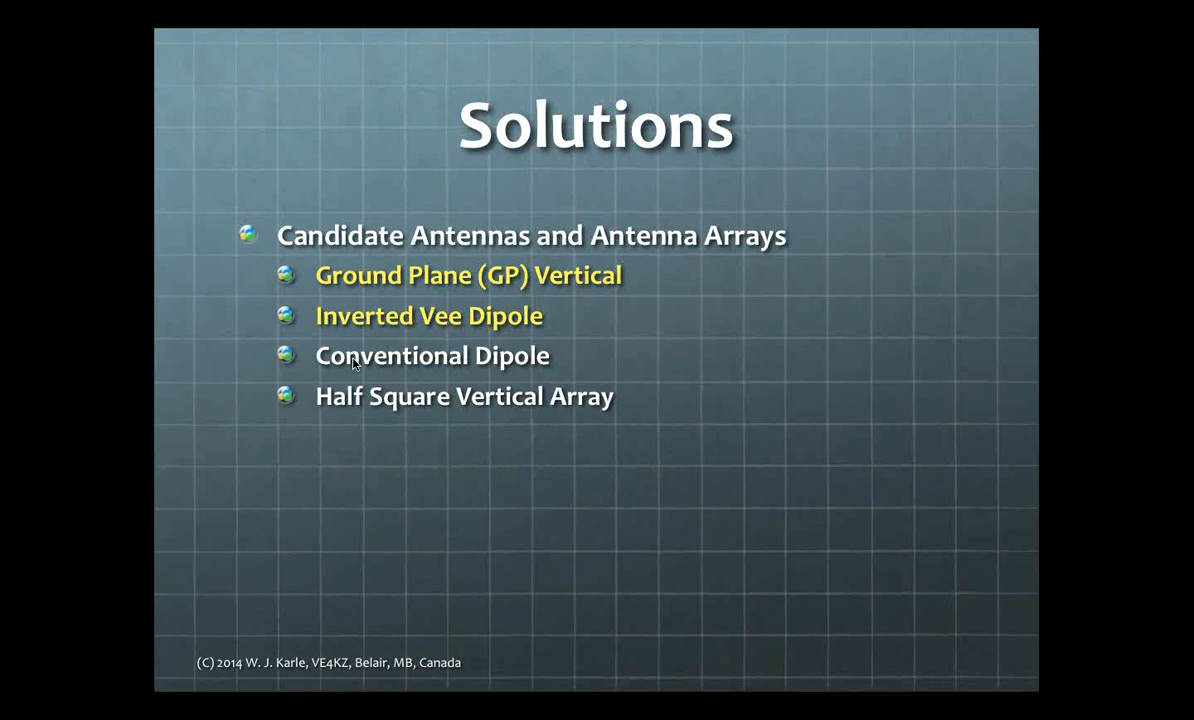 Solutions
Candidate Antennas and Antenna Arrays
Ground Plane (GP) Vertical
Inverted Vee Dipole
Conventional Dipole
Half Square Vertical Array
(C) 2014 W. J. Karle, VE4KZ, Belair, MB, Canada